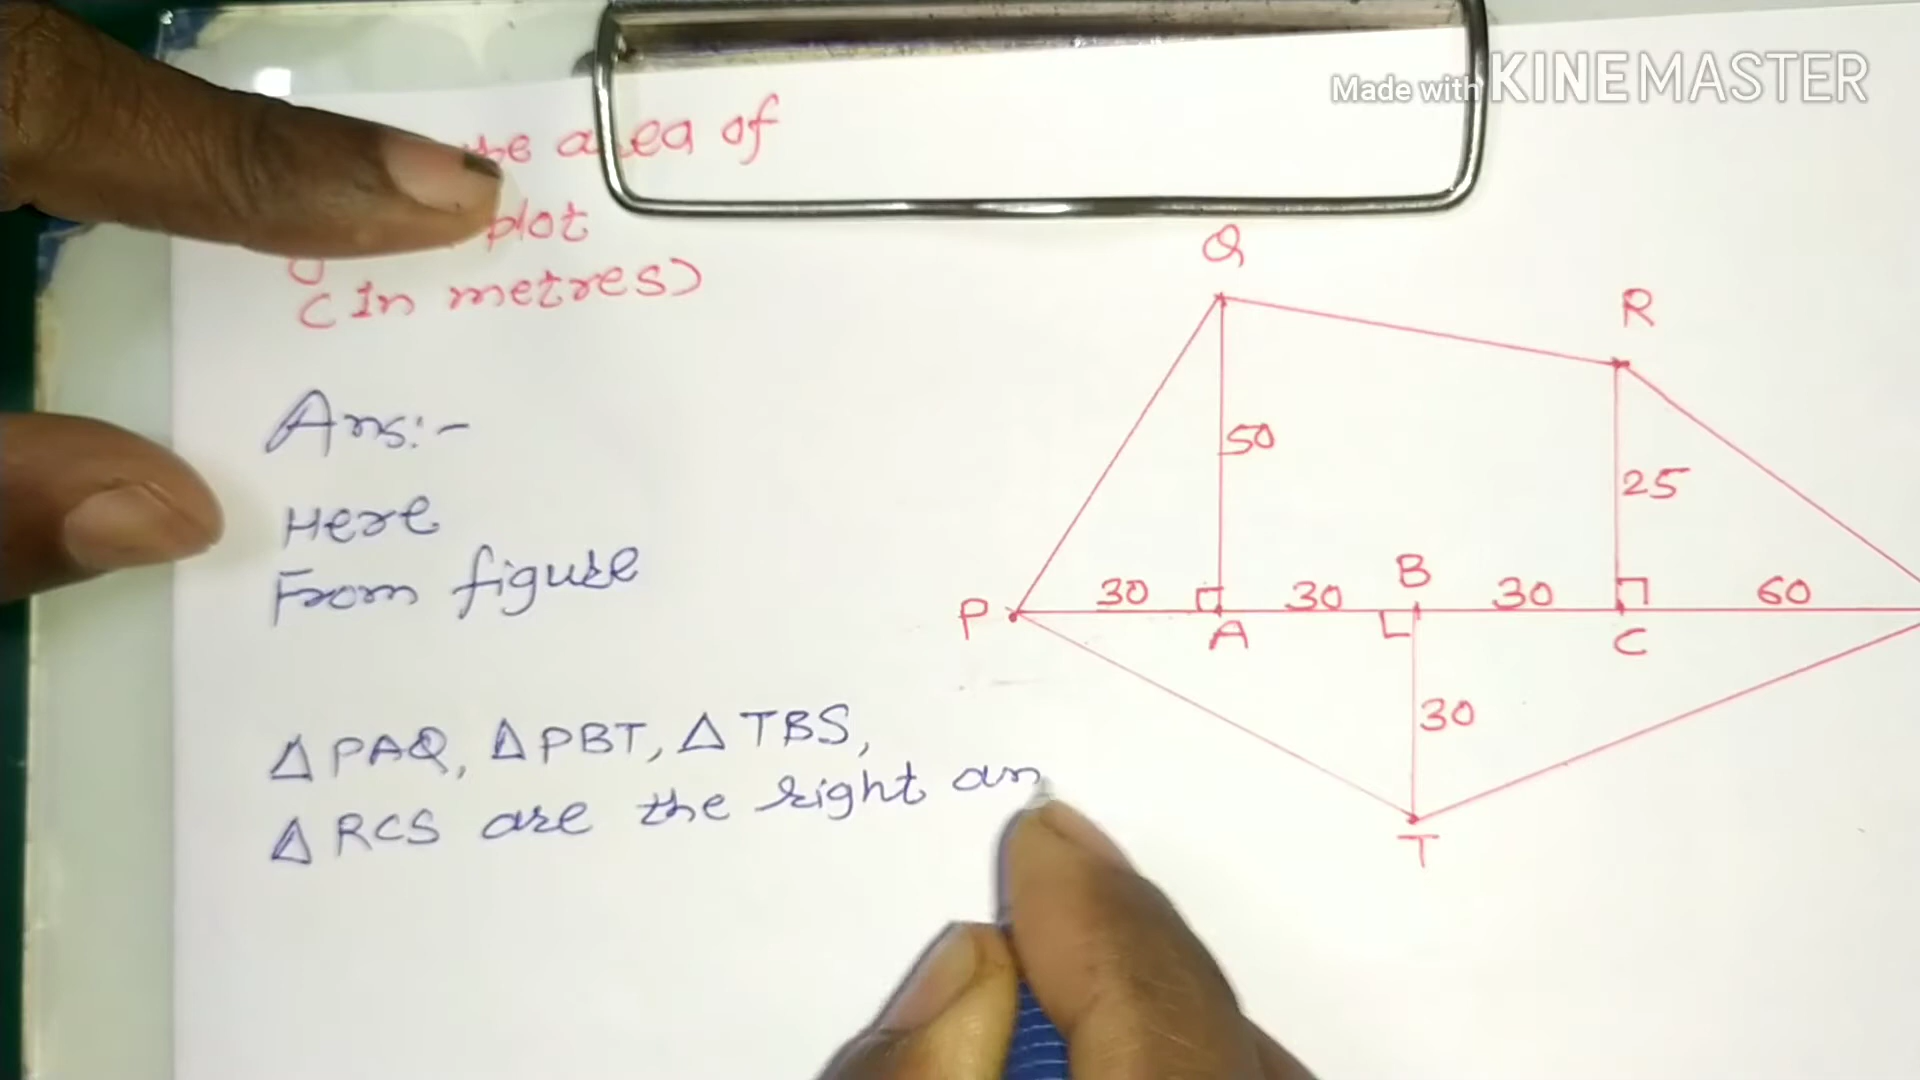 Made with KINEMASTER
the area of
plot
(In metres)
Ans:-
Here
From figure
Δ PAQ, Δ PBT, Δ TBS,
Δ RCS are the right an
Q
R
50
25
P 30 A 30 B 30 C 60
30
T